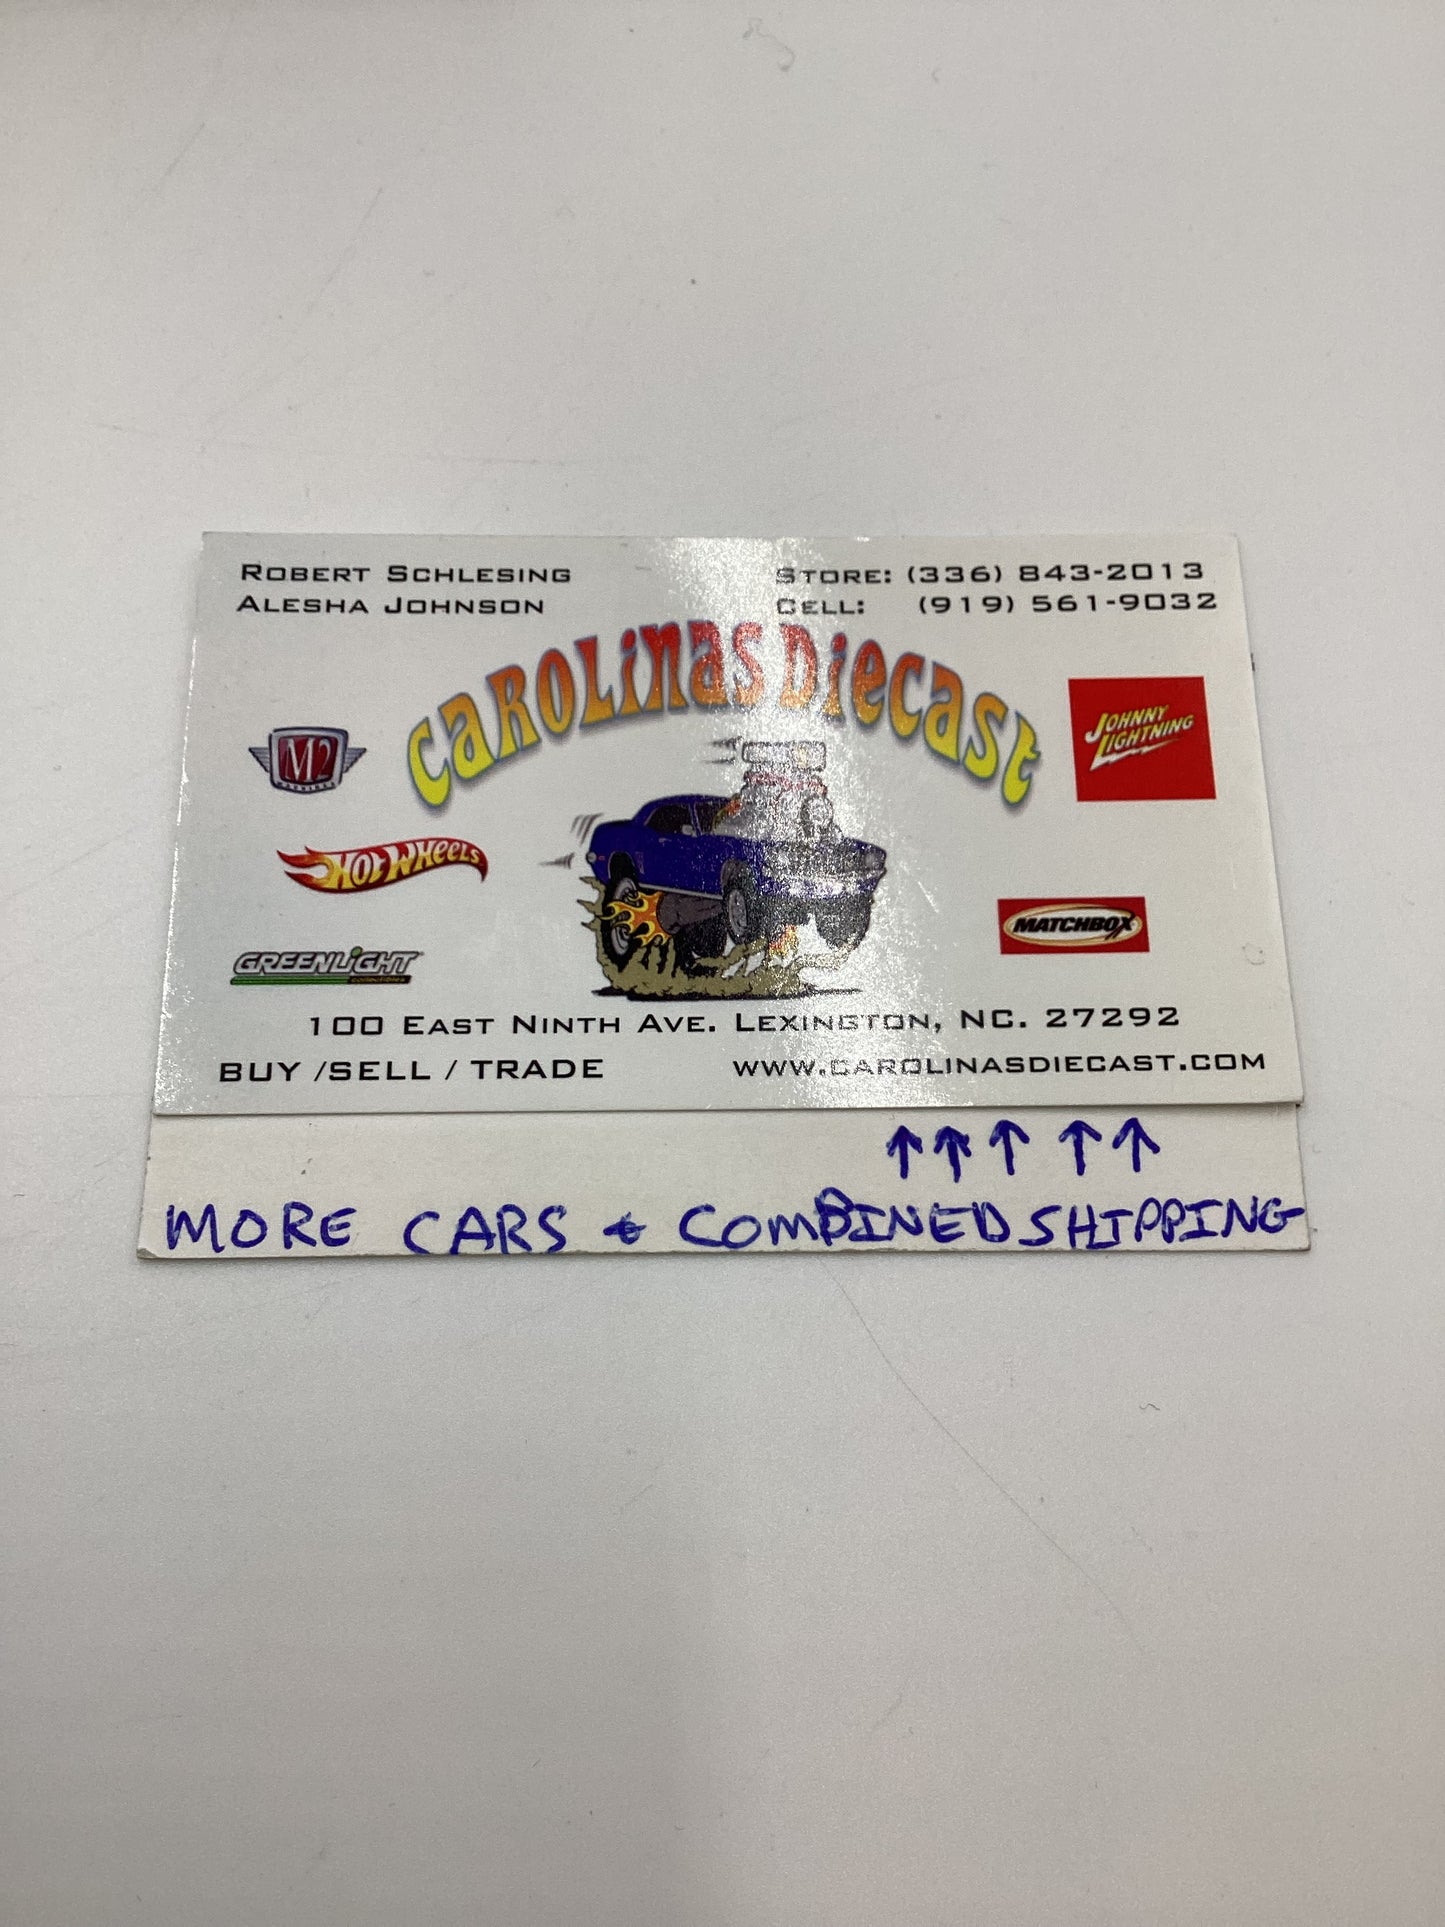 ROBERT SCHLESING
ALESHA JOHNSON
STORE: (336) 843-2013
CELL: (919) 561-9032
CAROLiNAS DiECAST
M2
MACHINES
JOHNNY
LIGHTNING
HOT WHEELS
MATCHBOX
GREENLiGHT
collectibles
100 EAST NINTH AVE. LEXINGTON, NC. 27292
BUY /SELL / TRADE
WWW.CAROLINASDIECAST.COM
↑↑↑ ↑↑
MORE CARS & COMBINED SHIPPING